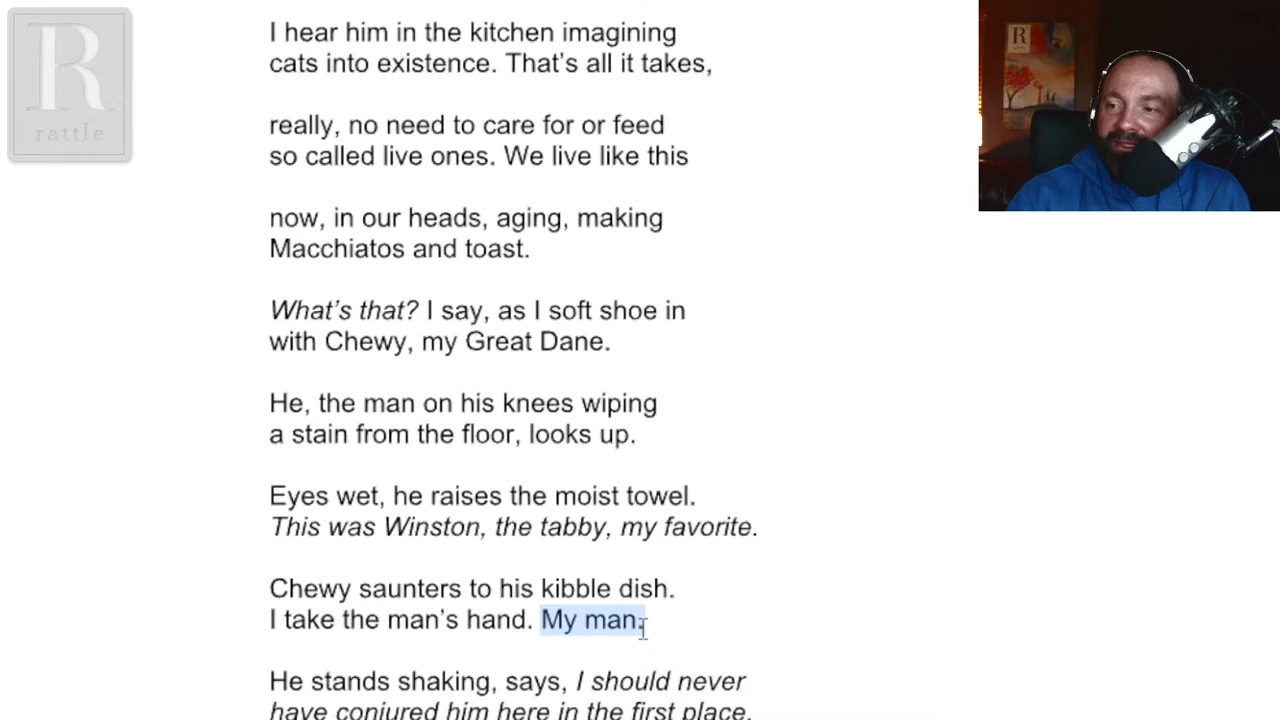 R
rattle
R
I hear him in the kitchen imagining
cats into existence. That’s all it takes,
really, no need to care for or feed
so called live ones. We live like this
now, in our heads, aging, making
Macchiatos and toast.
What’s that? I say, as I soft shoe in
with Chewy, my Great Dane.
He, the man on his knees wiping
a stain from the floor, looks up.
Eyes wet, he raises the moist towel.
This was Winston, the tabby, my favorite.
Chewy saunters to his kibble dish.
I take the man’s hand. My man.
He stands shaking, says, I should never
have conjured him here in the first place.